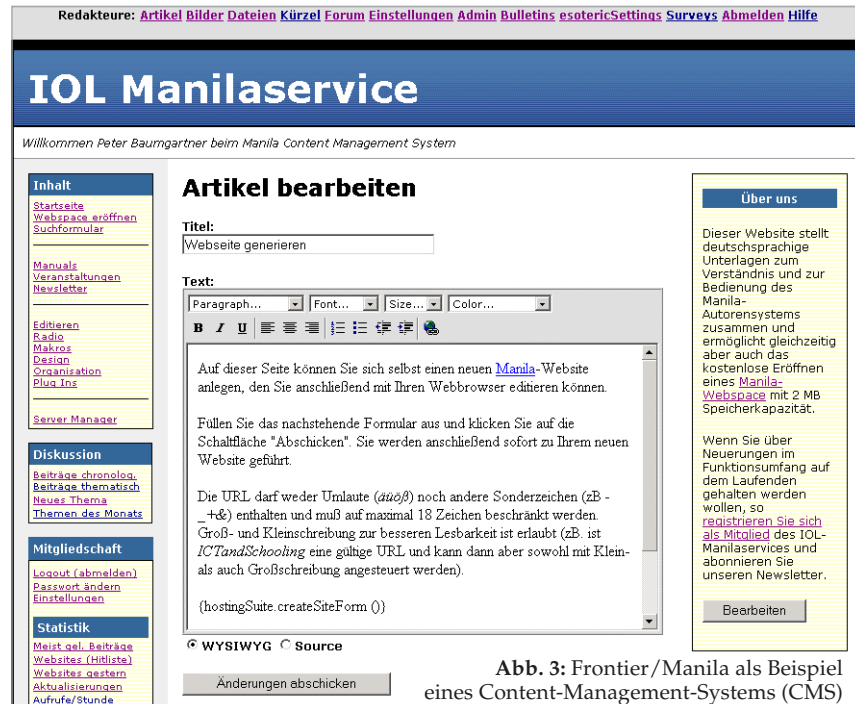 Redakteure: Artikel Bilder Dateien Kürzel Forum Einstellungen Admin Bulletins esotericSettings Surveys Abmelden Hilfe
IOL Manilaservice
Willkommen Peter Baumgartner beim Manila Content Management System
Inhalt
Startseite
Webspace eröffnen
Suchformular
Manuals
Veranstaltungen
Newsletter
Editieren
Radio
Makros
Design
Organisation
Plug Ins
Server Manager
Diskussion
Beiträge chronolog.
Beiträge thematisch
Neues Thema
Themen des Monats
Mitgliedschaft
Logout (abmelden)
Passwort ändern
Einstellungen
Statistik
Meist gel. Beiträge
Websites (Hitliste)
Websites gestern
Aktualisierungen
Aufrufe/Stunde
Artikel bearbeiten
Titel:
Webseite generieren
Text:
Paragraph... Font... Size... Color...
B I U
Auf dieser Seite können Sie sich selbst einen neuen Manila-Website
anlegen, den Sie anschließend mit Ihren Webbrowser editieren können.
Füllen Sie das nachstehende Formular aus und klicken Sie auf die
Schaltfläche "Abschicken". Sie werden anschließend sofort zu Ihrem neuen
Website geführt.
Die URL darf weder Umlaute (äüöß) noch andere Sonderzeichen (zB -
_+&) enthalten und muß auf maximal 18 Zeichen beschränkt werden.
Groß- und Kleinschreibung zur besseren Lesbarkeit ist erlaubt (zB. ist
ICTandSchooling eine gültige URL und kann dann aber sowohl mit Klein-
als auch Großschreibung angesteuert werden).
{hostingSuite.createSiteForm ()}
WYSIWYG Source
Änderungen abschicken
Über uns
Dieser Website stellt
deutschsprachige
Unterlagen zum
Verständnis und zur
Bedienung des
Manila-
Autorensystems
zusammen und
ermöglicht gleichzeitig
aber auch das
kostenlose Eröffnen
eines Manila-
Webspace mit 2 MB
Speicherkapazität.
Wenn Sie über
Neuerungen im
Funktionsumfang auf
dem Laufenden
gehalten werden
wollen, so
registrieren Sie sich
als Mitglied des IOL-
Manilaservices und
abonnieren Sie
unseren Newsletter.
Bearbeiten
Abb. 3: Frontier/Manila als Beispiel
eines Content-Management-Systems (CMS)